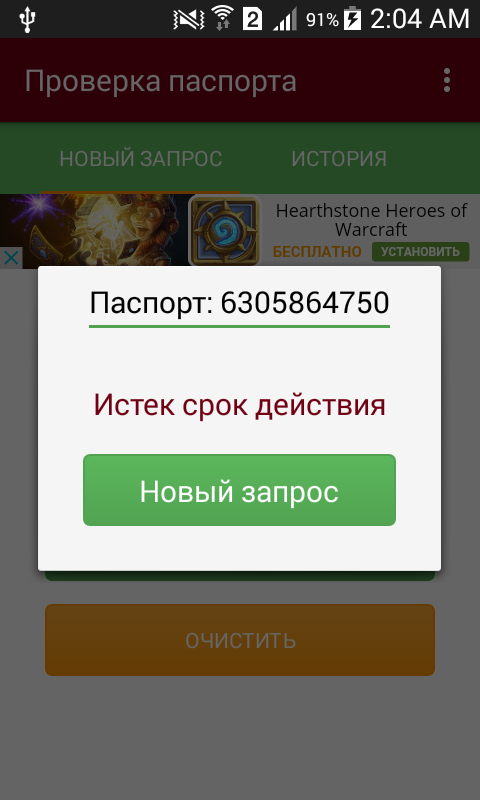 2 91% 2:04 AM
Проверка паспорта
НОВЫЙ ЗАПРОС ИСТОРИЯ
Hearthstone Heroes of
Warcraft
БЕСПЛАТНО УСТАНОВИТЬ
Паспорт: 6305864750
Истек срок действия
Новый запрос
ОЧИСТИТЬ